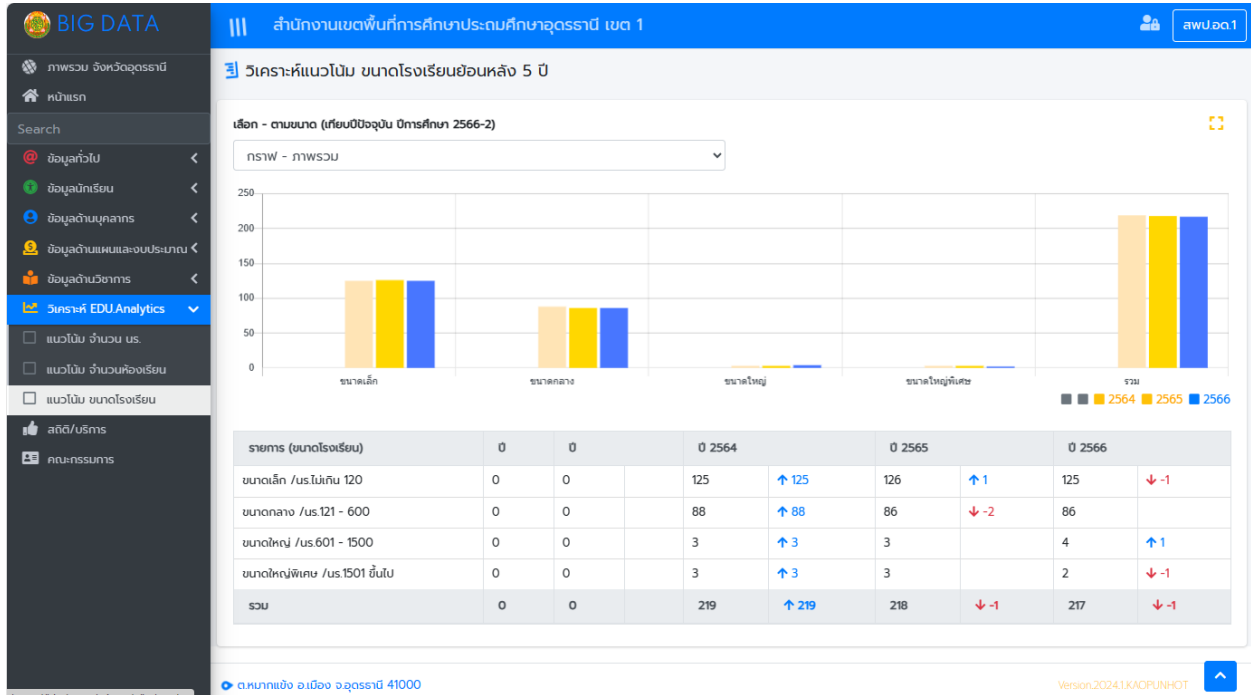 BIG DATA
สำนักงานเขตพื้นที่การศึกษาประถมศึกษาอุดรธานี เขต 1
สพป.อด.1
ภาพรวม จังหวัดอุดรธานี
หน้าแรก
Search
ข้อมูลทั่วไป
ข้อมูลนักเรียน
ข้อมูลด้านบุคลากร
ข้อมูลด้านแผนและงบประมาณ
ข้อมูลด้านวิชาการ
วิเคราะห์ EDU.Analytics
แนวโน้ม จำนวน นร.
แนวโน้ม จำนวนห้องเรียน
แนวโน้ม ขนาดโรงเรียน
สถิติ/บริการ
คณะกรรมการ
วิเคราะห์แนวโน้ม ขนาดโรงเรียนย้อนหลัง 5 ปี
เลือก - ตามขนาด (เทียบปีปัจจุบัน ปีการศึกษา 2566-2)
กราฟ - ภาพรวม
250
200
150
100
50
0
ขนาดเล็ก ขนาดกลาง ขนาดใหญ่ ขนาดใหญ่พิเศษ รวม
2564 2565 2566
รายการ (ขนาดโรงเรียน) ปี ปี ปี 2564 ปี 2565 ปี 2566
ขนาดเล็ก /นร.ไม่เกิน 120 0 0 125 ↑ 125 126 ↑ 1 125 ↓ -1
ขนาดกลาง /นร.121 - 600 0 0 88 ↑ 88 86 ↓ -2 86
ขนาดใหญ่ /นร.601 - 1500 0 0 3 ↑ 3 3 4 ↑ 1
ขนาดใหญ่พิเศษ /นร.1501 ขึ้นไป 0 0 3 ↑ 3 3 2 ↓ -1
รวม 0 0 219 ↑ 219 218 ↓ -1 217 ↓ -1
ต.หมากแข้ง อ.เมือง จ.อุดรธานี 41000
Version.2024.1.KAOPUNHOT